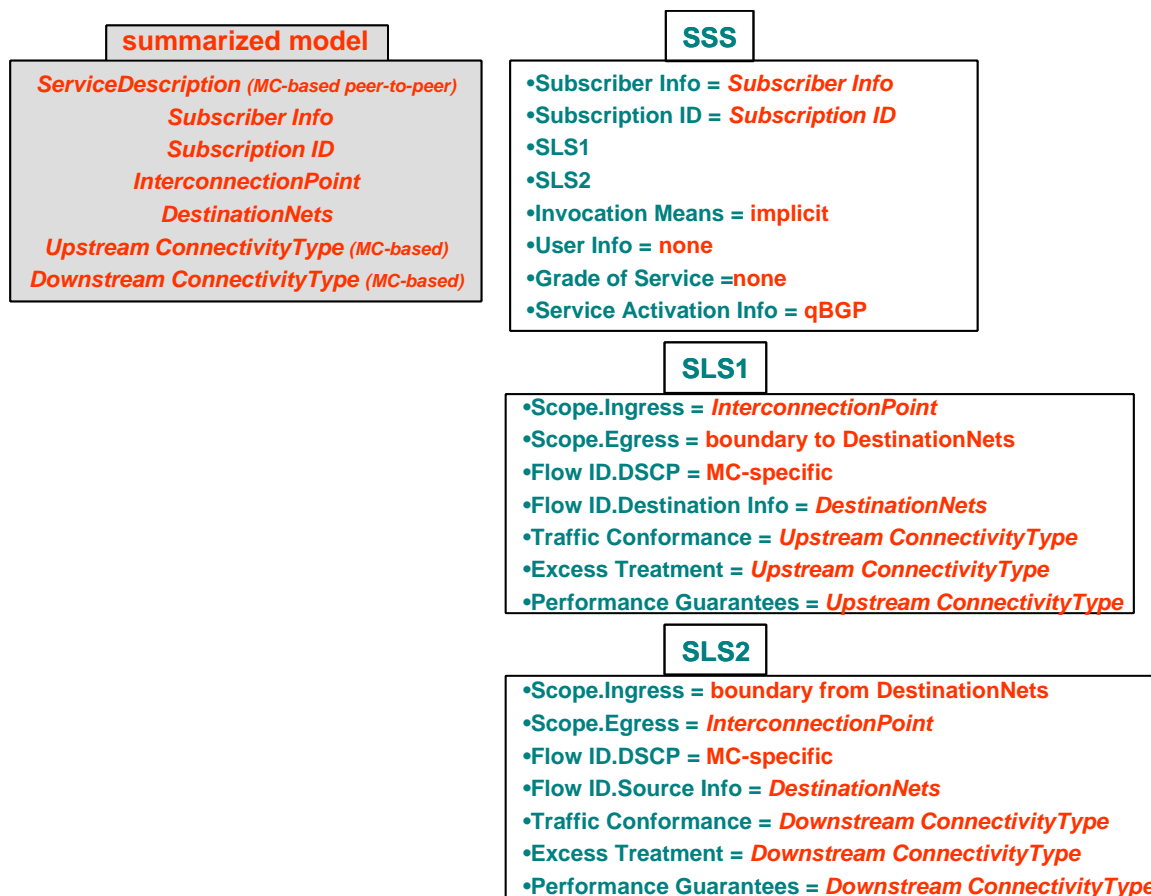 summarized model
ServiceDescription (MC-based peer-to-peer)
Subscriber Info
Subscription ID
InterconnectionPoint
DestinationNets
Upstream ConnectivityType (MC-based)
Downstream ConnectivityType (MC-based)
SSS
•Subscriber Info = Subscriber Info
•Subscription ID = Subscription ID
•SLS1
•SLS2
•Invocation Means = implicit
•User Info = none
•Grade of Service =none
•Service Activation Info = qBGP
SLS1
•Scope.Ingress = InterconnectionPoint
•Scope.Egress = boundary to DestinationNets
•Flow ID.DSCP = MC-specific
•Flow ID.Destination Info = DestinationNets
•Traffic Conformance = Upstream ConnectivityType
•Excess Treatment = Upstream ConnectivityType
•Performance Guarantees = Upstream ConnectivityType
SLS2
•Scope.Ingress = boundary from DestinationNets
•Scope.Egress = InterconnectionPoint
•Flow ID.DSCP = MC-specific
•Flow ID.Source Info = DestinationNets
•Traffic Conformance = Downstream ConnectivityType
•Excess Treatment = Downstream ConnectivityType
•Performance Guarantees = Downstream ConnectivityType